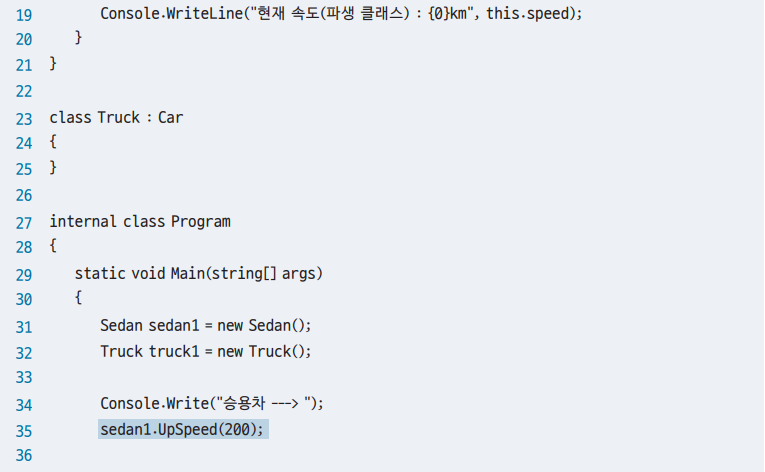 19 Console.WriteLine("현재 속도(파생 클래스) : {0}km", this.speed);
20 }
21 }
22
23 class Truck : Car
24 {
25 }
26
27 internal class Program
28 {
29 static void Main(string[] args)
30 {
31 Sedan sedan1 = new Sedan();
32 Truck truck1 = new Truck();
33
34 Console.Write("승용차 ---> ");
35 sedan1.UpSpeed(200);
36